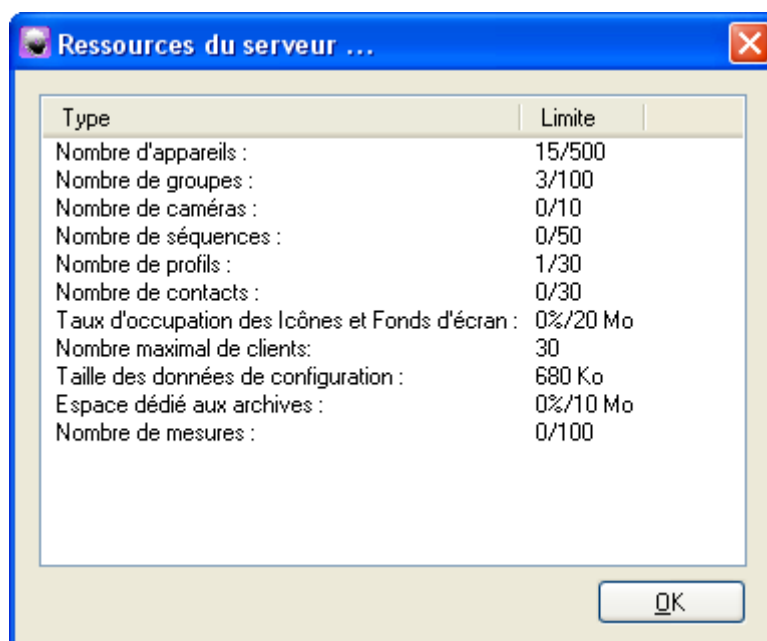 Ressources du serveur ...
Type Limite
Nombre d'appareils : 15/500
Nombre de groupes : 3/100
Nombre de caméras : 0/10
Nombre de séquences : 0/50
Nombre de profils : 1/30
Nombre de contacts : 0/30
Taux d'occupation des Icônes et Fonds d'écran : 0%/20 Mo
Nombre maximal de clients: 30
Taille des données de configuration : 680 Ko
Espace dédié aux archives : 0%/10 Mo
Nombre de mesures : 0/100
OK